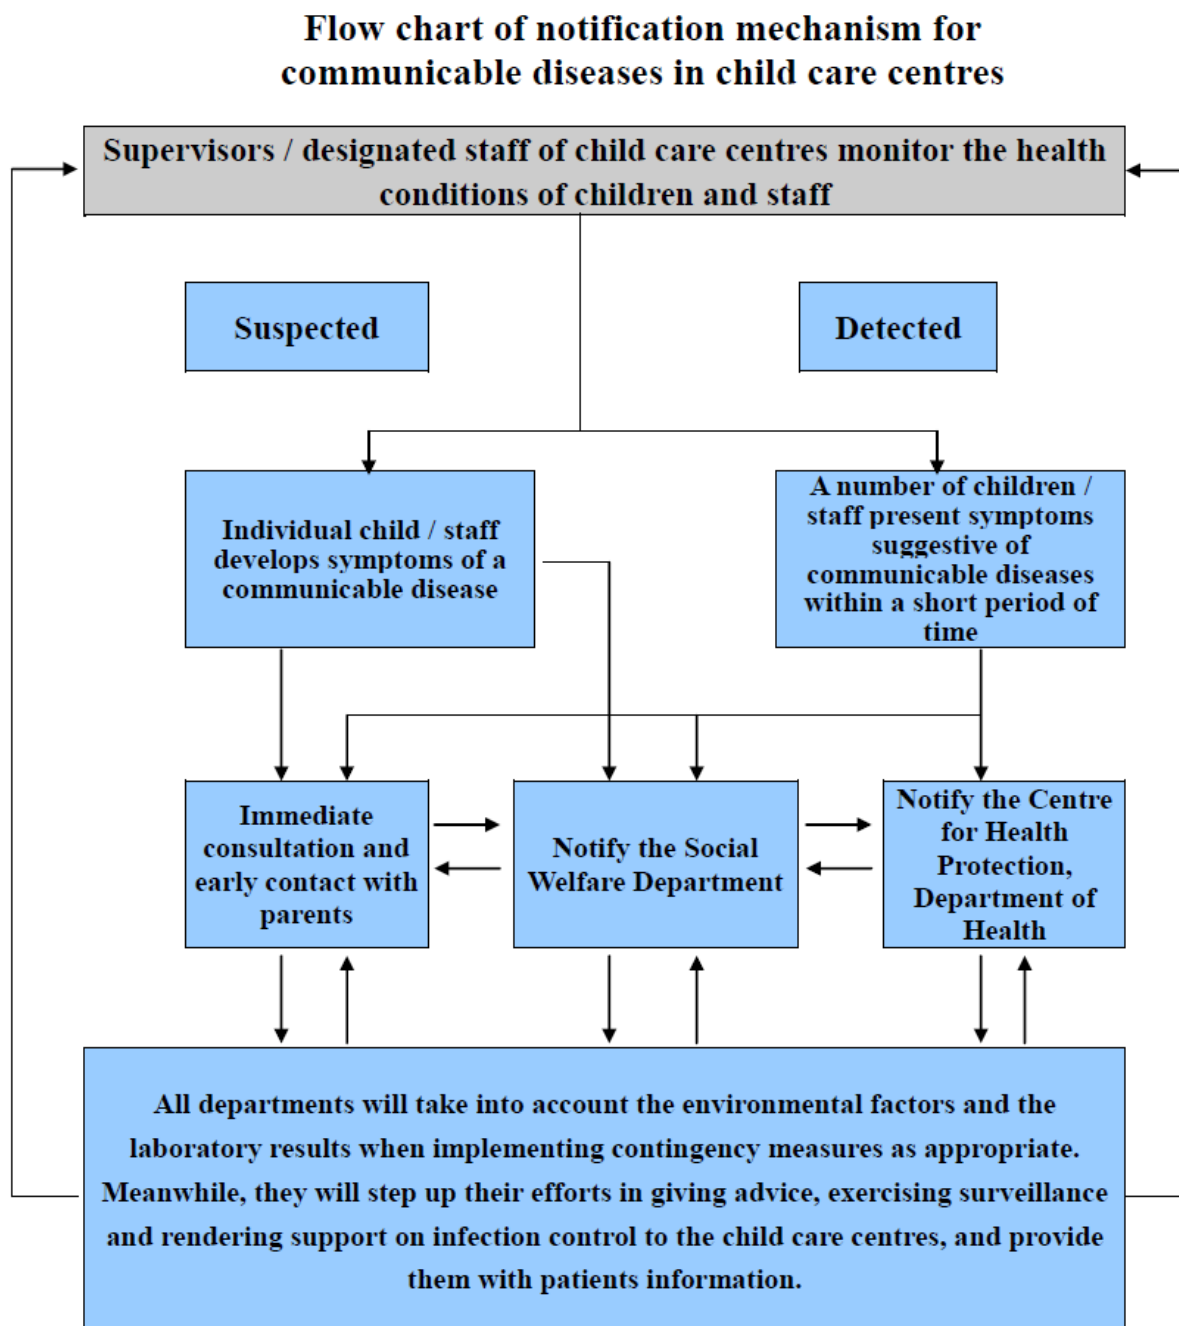 Flow chart of notification mechanism for
communicable diseases in child care centres
Supervisors / designated staff of child care centres monitor the health
conditions of children and staff
Suspected
Detected
Individual child / staff
develops symptoms of a
communicable disease
A number of children /
staff present symptoms
suggestive of
communicable diseases
within a short period of
time
Immediate
consultation and
early contact with
parents
Notify the Social
Welfare Department
Notify the Centre
for Health
Protection,
Department of
Health
All departments will take into account the environmental factors and the
laboratory results when implementing contingency measures as appropriate.
Meanwhile, they will step up their efforts in giving advice, exercising surveillance
and rendering support on infection control to the child care centres, and provide
them with patients information.